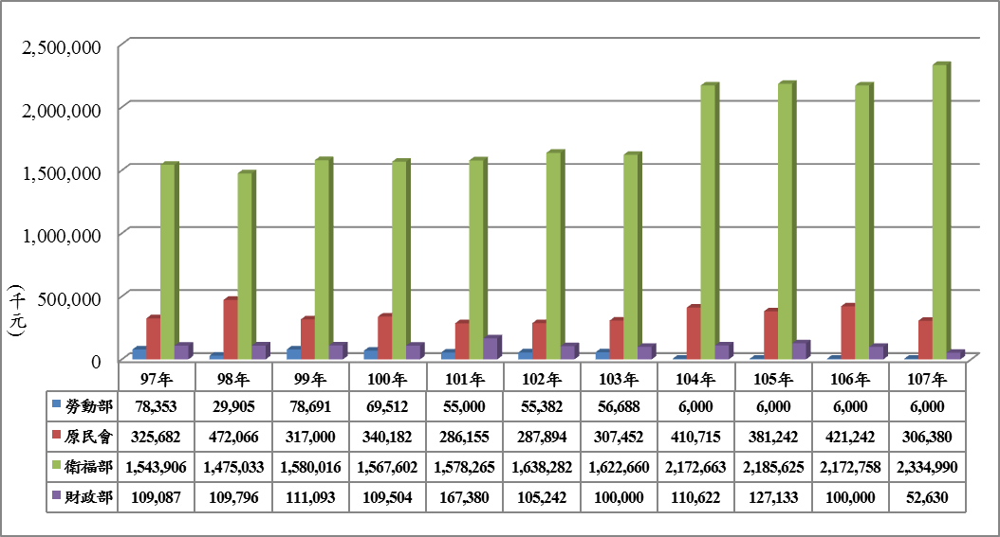 2,500,000
2,000,000
1,500,000
1,000,000
500,000
0
(千元)
97年 98年 99年 100年 101年 102年 103年 104年 105年 106年 107年
勞動部 78,353 29,905 78,691 69,512 55,000 55,382 56,688 6,000 6,000 6,000 6,000
原民會 325,682 472,066 317,000 340,182 286,155 287,894 307,452 410,715 381,242 421,242 306,380
衛福部 1,543,906 1,475,033 1,580,016 1,567,602 1,578,265 1,638,282 1,622,660 2,172,663 2,185,625 2,172,758 2,334,990
財政部 109,087 109,796 111,093 109,504 167,380 105,242 100,000 110,622 127,133 100,000 52,630